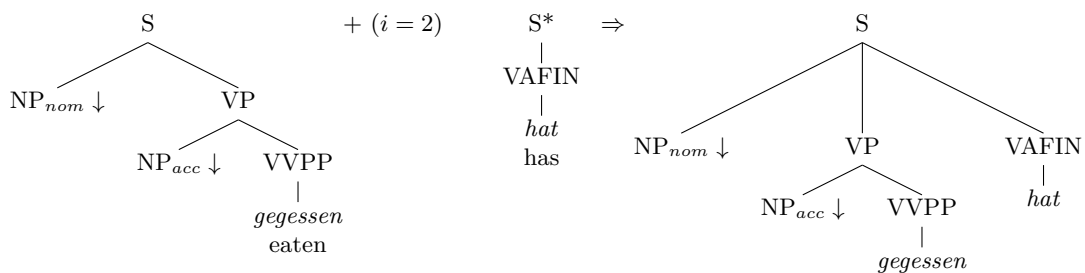 S + (i = 2) S* ⇒ S
VAFIN
NP_nom ↓ VP
hat
has
NP_nom ↓ VP VAFIN
NP_acc ↓ VVPP
hat
NP_acc ↓ VVPP
gegessen
eaten
gegessen